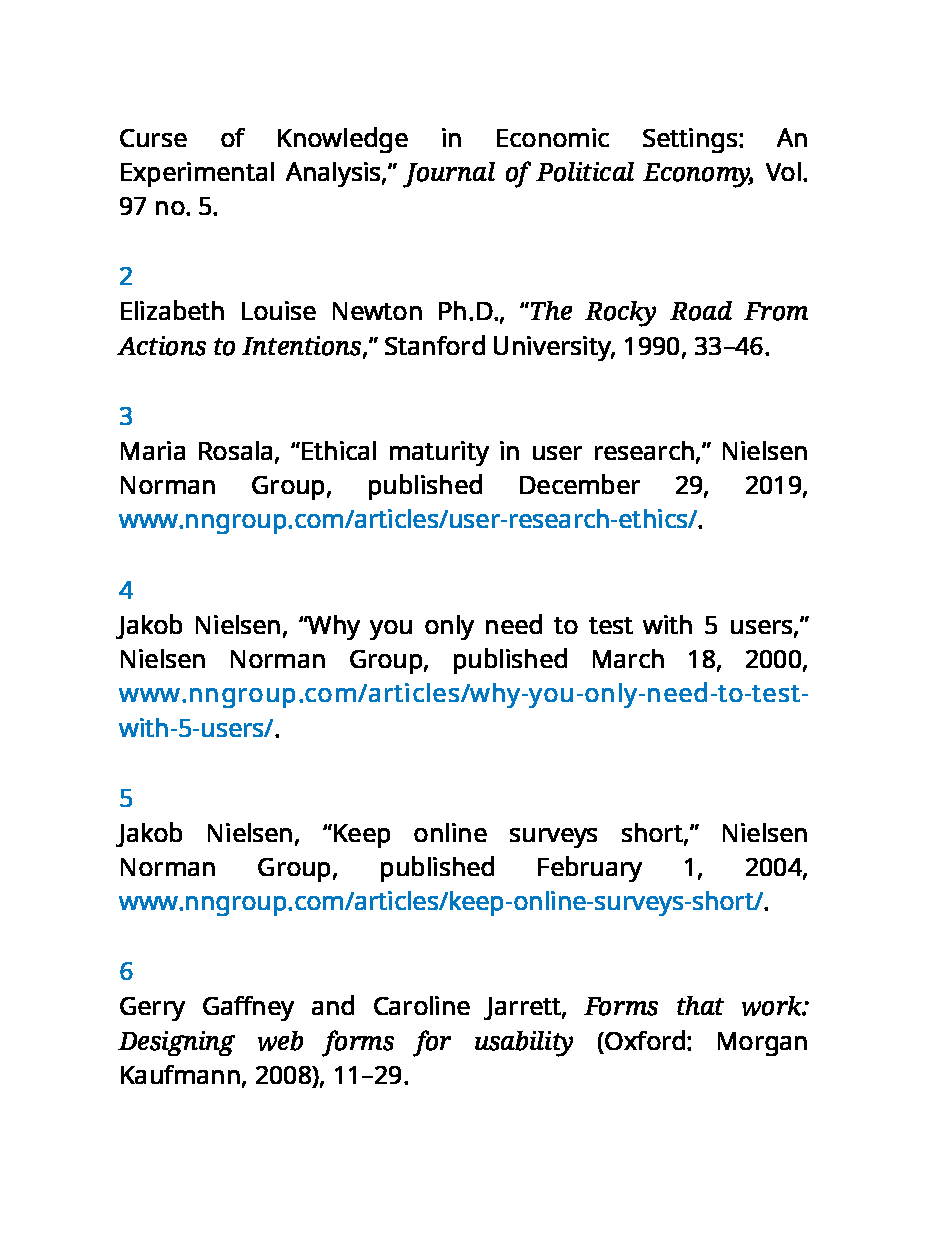 Curse of Knowledge in Economic Settings: An
Experimental Analysis,” Journal of Political Economy, Vol.
97 no. 5.
2
Elizabeth Louise Newton Ph.D., “The Rocky Road From
Actions to Intentions,” Stanford University, 1990, 33–46.
3
Maria Rosala, “Ethical maturity in user research,” Nielsen
Norman Group, published December 29, 2019,
www.nngroup.com/articles/user-research-ethics/.
4
Jakob Nielsen, “Why you only need to test with 5 users,”
Nielsen Norman Group, published March 18, 2000,
www.nngroup.com/articles/why-you-only-need-to-test-
with-5-users/.
5
Jakob Nielsen, “Keep online surveys short,” Nielsen
Norman Group, published February 1, 2004,
www.nngroup.com/articles/keep-online-surveys-short/.
6
Gerry Gaffney and Caroline Jarrett, Forms that work:
Designing web forms for usability (Oxford: Morgan
Kaufmann, 2008), 11–29.